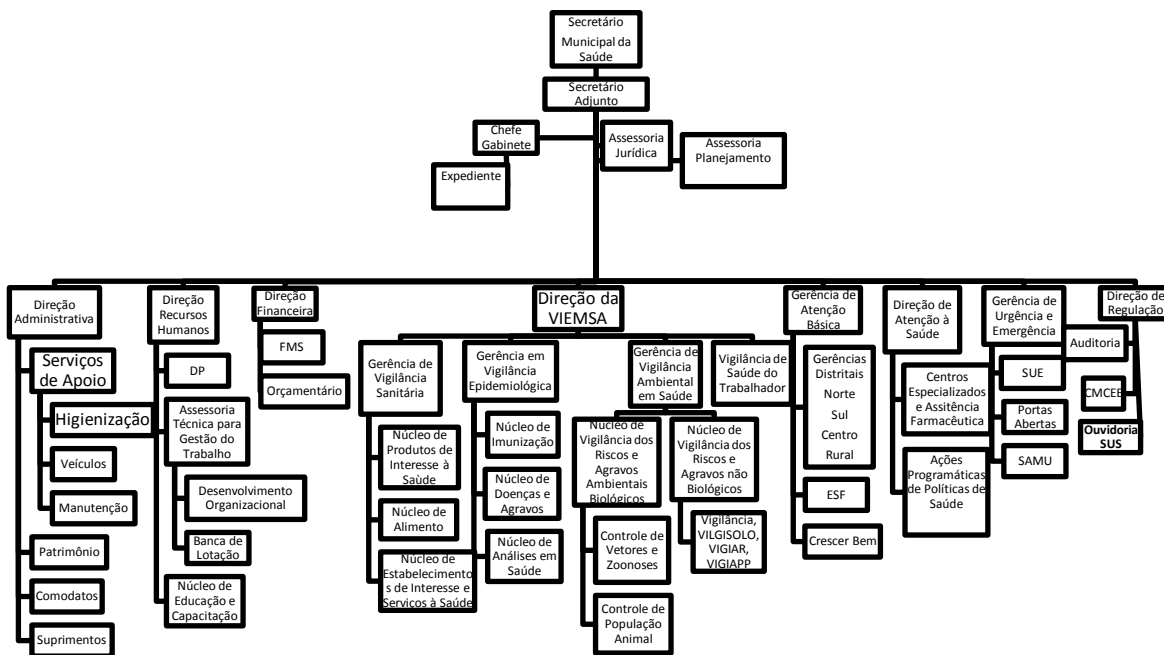 Secretário
Municipal da
Saúde
Secretário
Adjunto
Chefe
Gabinete
Expediente
Assessoria
Jurídica
Assessoria
Planejamento
Direção
Administrativa
Serviços
de Apoio
Higienização
Veículos
Manutenção
Patrimônio
Comodatos
Suprimentos
Direção
Recursos
Humanos
DP
Assessoria
Técnica para
Gestão do
Trabalho
Desenvolvimento
Organizacional
Banca de
Lotação
Núcleo de
Educação e
Capacitação
Direção
Financeira
FMS
Orçamentário
Direção da
VIEMSA
Gerência de
Vigilância
Sanitária
Núcleo de
Produtos de
Interesse à
Saùde
Núcleo de
Alimento
Núcleo de
Estabelecimento
s de Interesse e
Serviços à Saúde
Gerência em
Vigilância
Epidemiológica
Núcleo de
Imunização
Núcleo de
Doenças e
Agravos
Núcleo de
Análises em
Saúde
Gerência de
Vigilância
Ambiental
em Saúde
Núcleo de
Vigilância dos
Riscos e
Agravos
Ambientais
Biológicos
Controle de
Vetores e
Zoonoses
Controle de
População
Animal
Núcleo de
Vigilância dos
Riscos e
Agravos não
Biológicos
Vigilância,
VILGISOLO,
VIGIAR,
VIGIAPP
Vigilância de
Saúde do
Trabalhador
Gerência de
Atenção
Básica
Gerências
Distritais
Norte
Sul
Centro
Rural
ESF
Crescer Bem
Direção de
Atenção à
Saúde
Centros
Especializados
e Assitência
Farmacêutica
Ações
Programáticas
de Políticas de
Saúde
Gerência de
Urgência e
Emergência
SUE
Portas
Abertas
SAMU
Direção de
Regulação
Auditoria
CMCEE
Ouvidoria
SUS